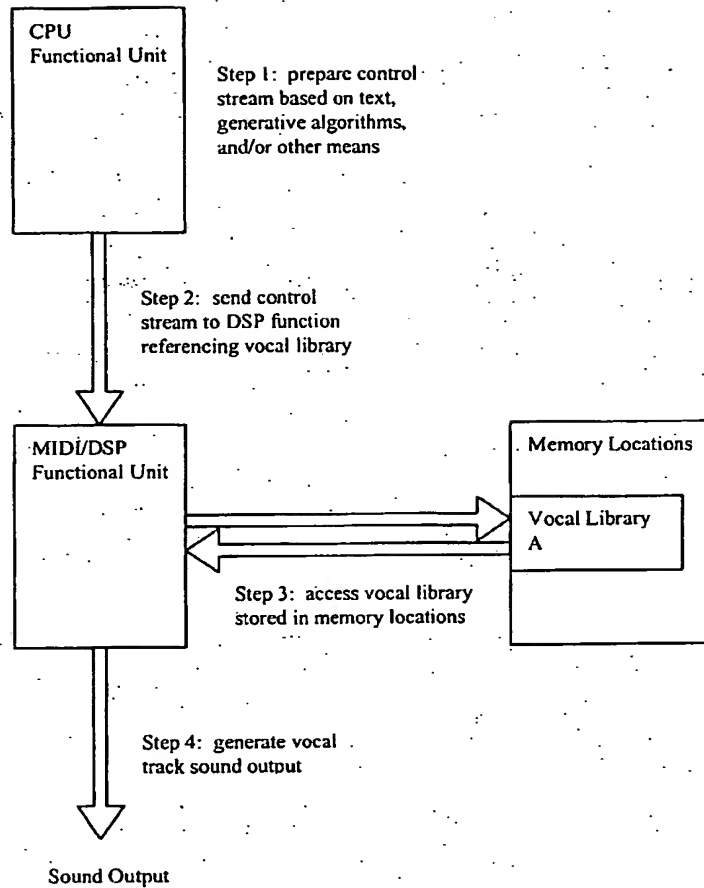 CPU
Functional Unit
Step 1: prepare control
stream based on text,
generative algorithms,
and/or other means
Step 2: send control
stream to DSP function
referencing vocal library
MIDI/DSP
Functional Unit
Memory Locations
Vocal Library
A
Step 3: access vocal library
stored in memory locations
Step 4: generate vocal
track sound output
Sound Output